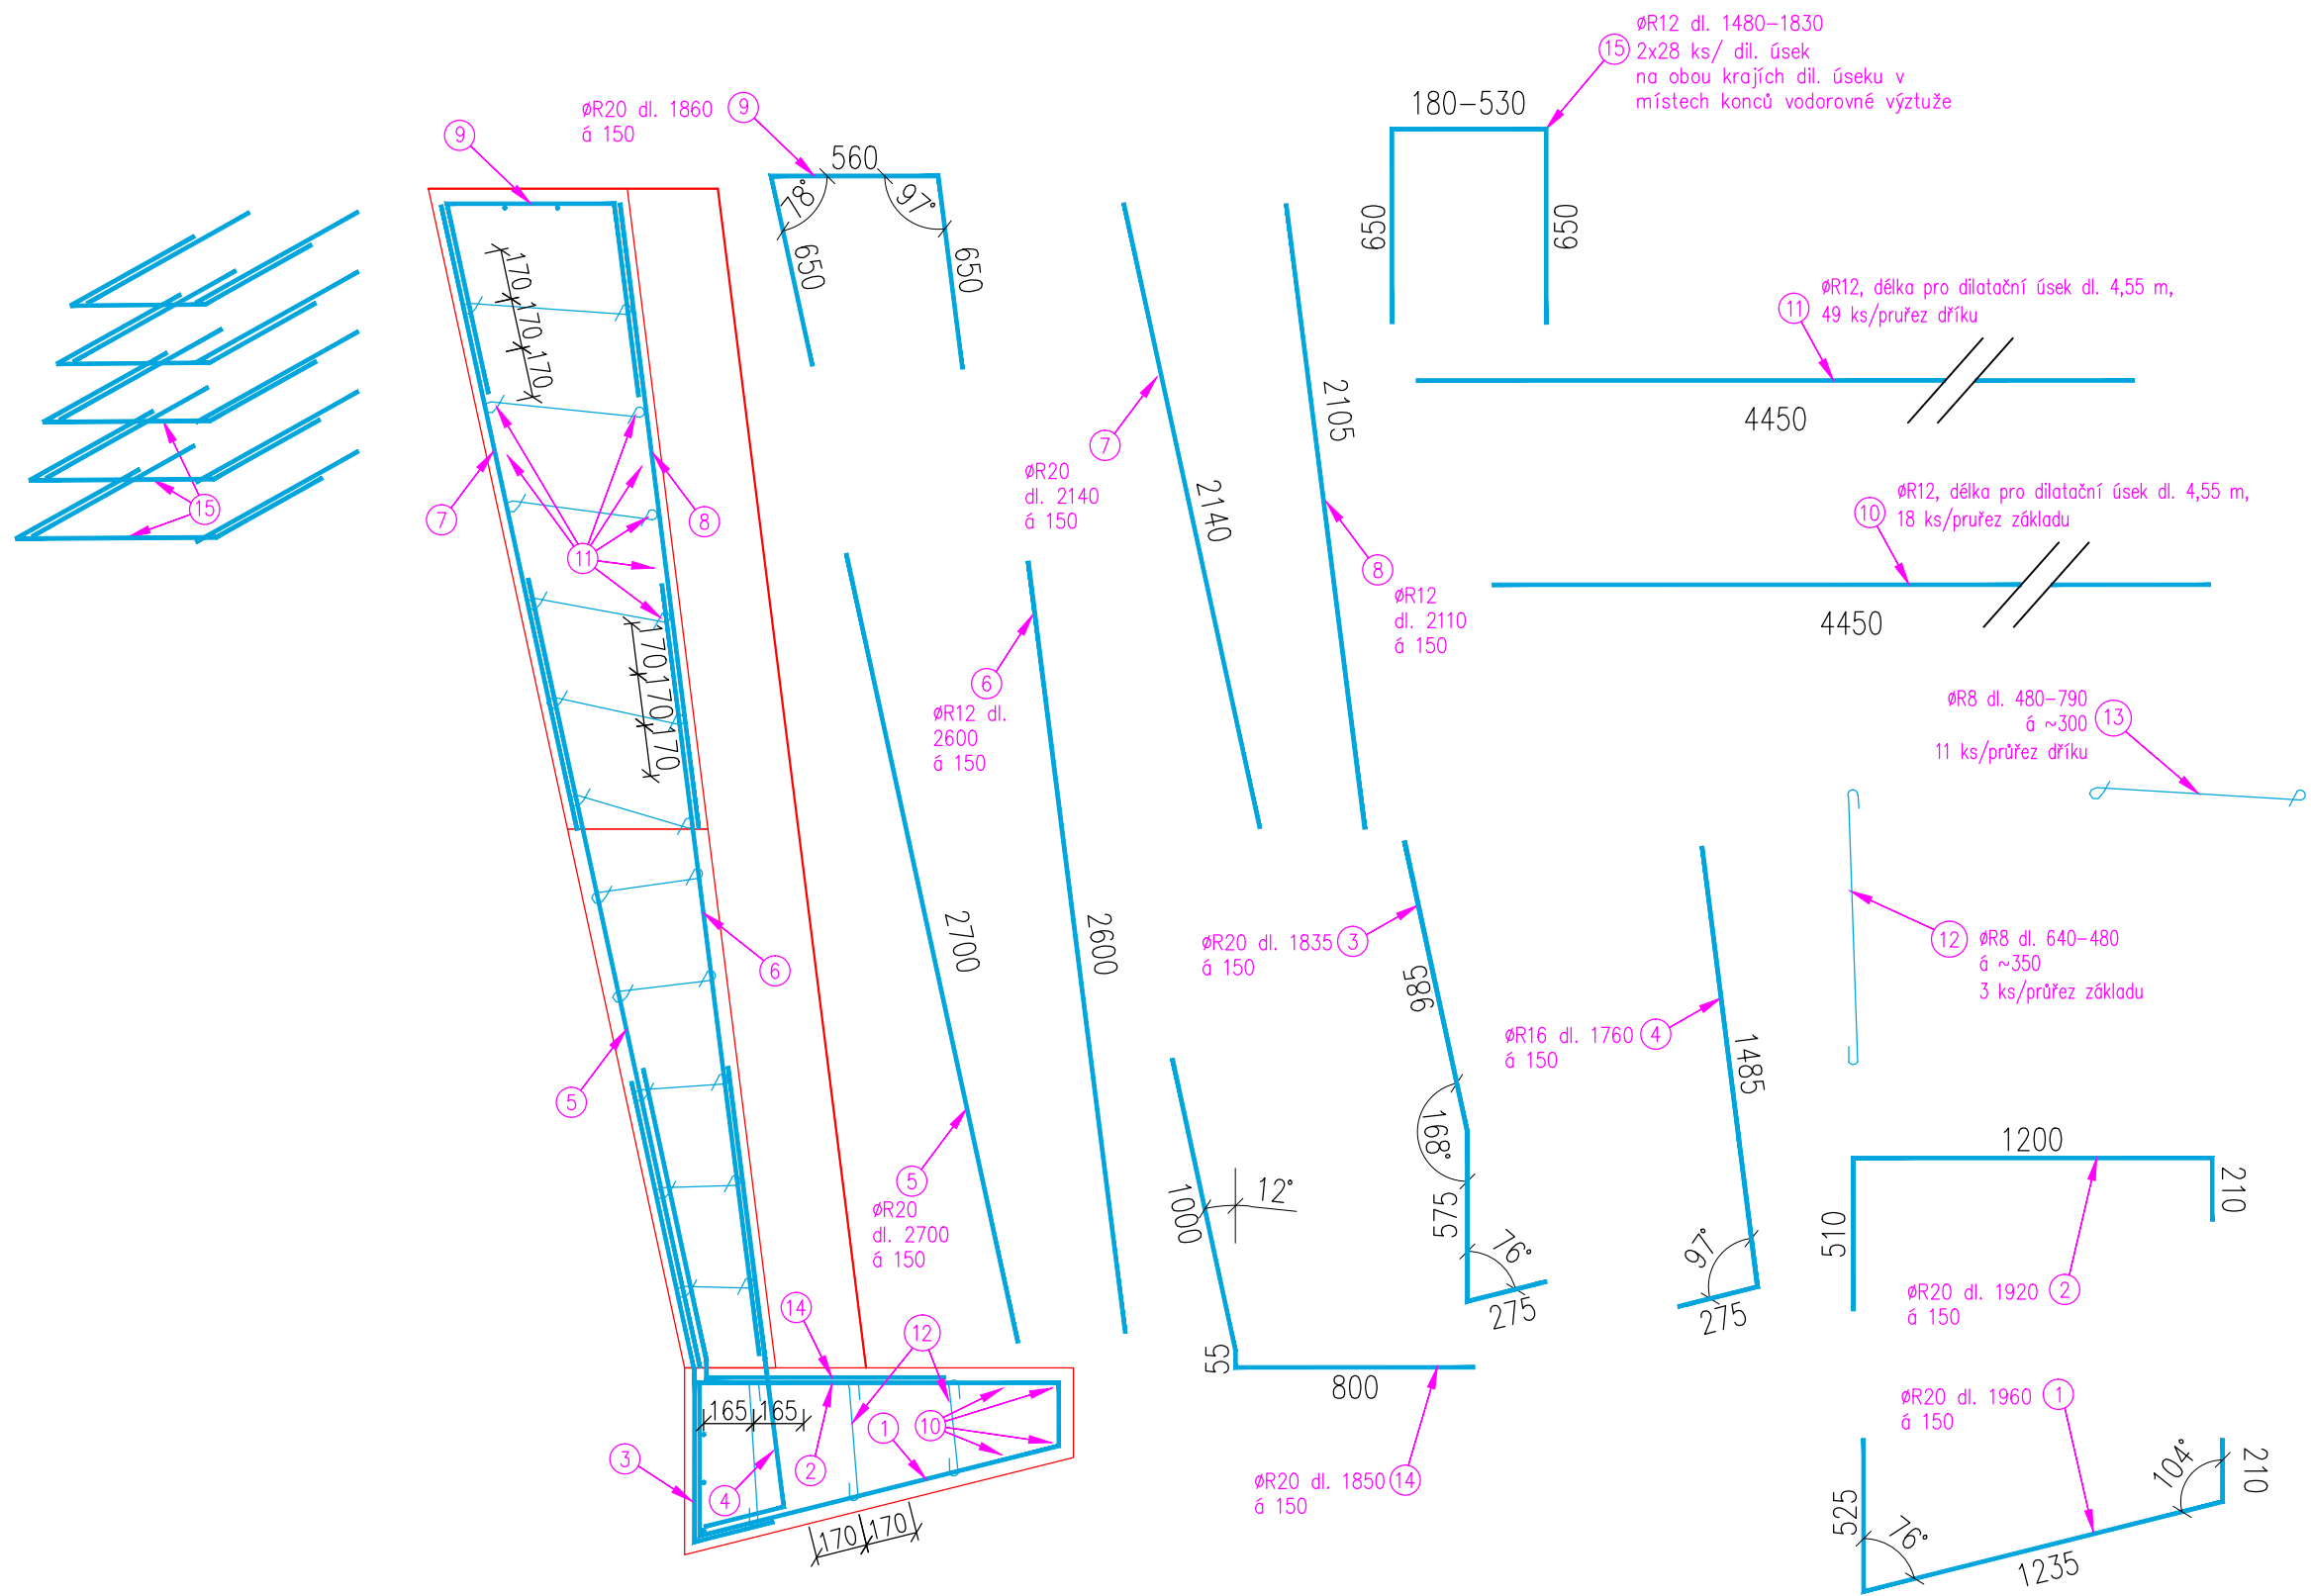 ØR12 dl. 1480–1830
15
2x28 ks/ dil. úsek
na obou krajích dil. úseku v
místech konců vodorovné výztuže
180–530
650
650
ØR20 dl. 1860
á 150
9
9
560
78°
97°
650
650
170
170
170
ØR12, délka pro dilatační úsek dl. 4,55 m,
49 ks/pruřez dříku
11
4450
2105
7
ØR20
dl. 2140
á 150
2140
ØR12, délka pro dilatační úsek dl. 4,55 m,
18 ks/pruřez základu
10
4450
15
7
8
11
8
ØR12
dl. 2110
á 150
170
170
170
6
ØR12 dl.
2600
á 150
ØR8 dl. 480–790
á ~300
11 ks/průřez dříku
13
2700
2600
ØR20 dl. 1835
á 150
3
985
168°
575
76°
275
12
ØR8 dl. 640–480
á ~350
3 ks/průřez základu
6
5
ØR16 dl. 1760
á 150
4
1485
97°
275
1200
510
210
ØR20 dl. 1920
á 150
2
5
ØR20
dl. 2700
á 150
1000
12°
55
800
14
12
165
165
1
10
3
4
2
170
170
ØR20 dl. 1850
á 150
14
ØR20 dl. 1960
á 150
1
525
76°
1235
104°
210